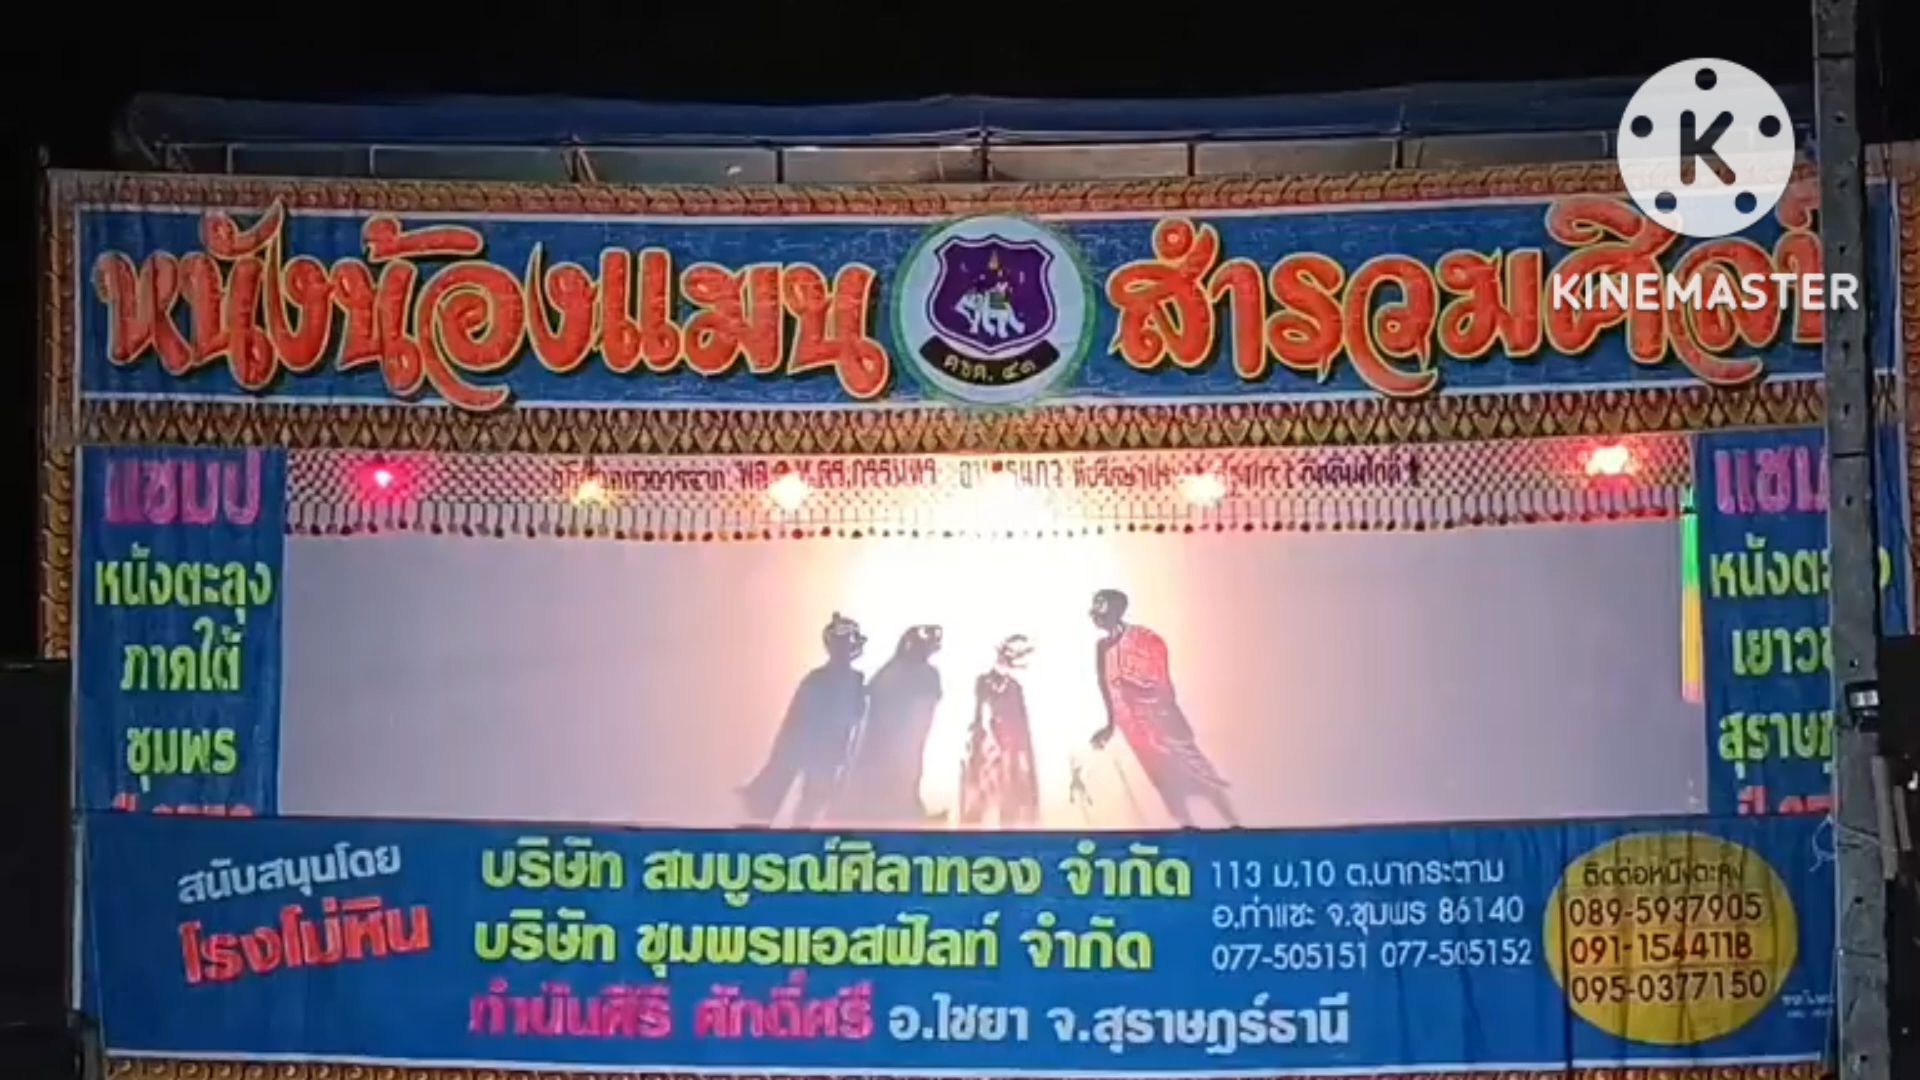 KINEMASTER
หนังน้องแมน สำรวมศิลป์
คชค. ๔๑
แชมป์
หนังตะลุง
ภาคใต้
ชุมพร
หนังตะ
เยาว
สุราษ
สนับสนุนโดย
โรงโม่หิน
บริษัท สมบูรณ์ศิลาทอง จำกัด
บริษัท ชุมพรแอสฟัลท์ จำกัด
กำนันศิริ ศักดิ์ศรี อ.ไชยา จ.สุราษฎร์ธานี
113 ม.10 ต.นากระตาม
อ.ท่าแซะ จ.ชุมพร 86140
077-505151 077-505152
ติดต่อหนังตะลุง
089-5937905
091-1544118
095-0377150